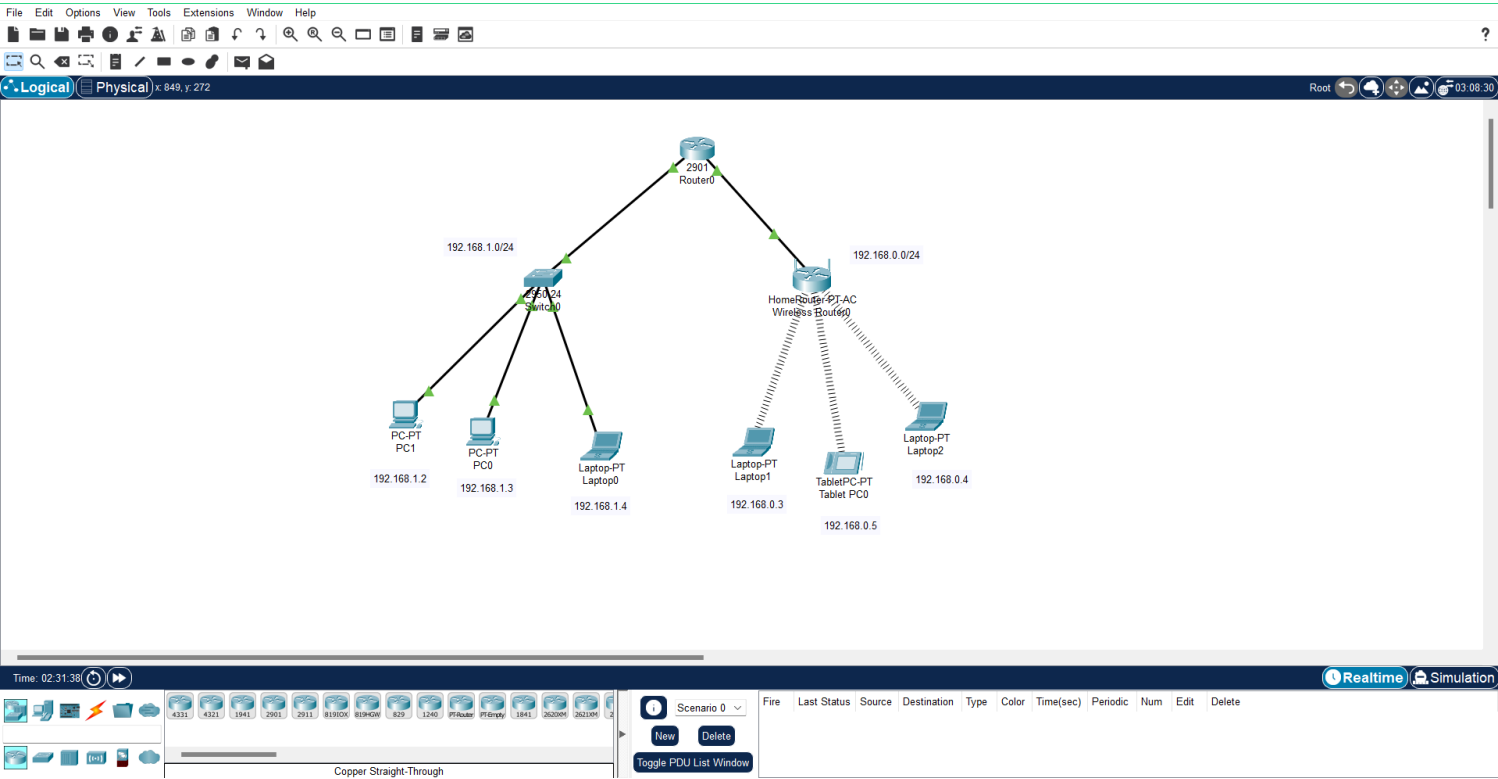 File Edit Options View Tools Extensions Window Help
?
Logical Physical x: 849, y: 272 Root 03:08:30
2901
Router0
192.168.1.0/24
192.168.0.0/24
2950-24
Switch0
HomeRouter-PT-AC
Wireless Router0
PC-PT
PC1
192.168.1.2
PC-PT
PC0
192.168.1.3
Laptop-PT
Laptop0
192.168.1.4
Laptop-PT
Laptop1
192.168.0.3
TabletPC-PT
Tablet PC0
192.168.0.5
Laptop-PT
Laptop2
192.168.0.4
Time: 02:31:38 Realtime Simulation
4331 4321 1941 2901 2911 819IOX 819HGW 829 1240 PT-Router PT-Empty 1841 2620XM 2621XM 2
Copper Straight-Through
Scenario 0
New Delete
Toggle PDU List Window
Fire Last Status Source Destination Type Color Time(sec) Periodic Num Edit Delete